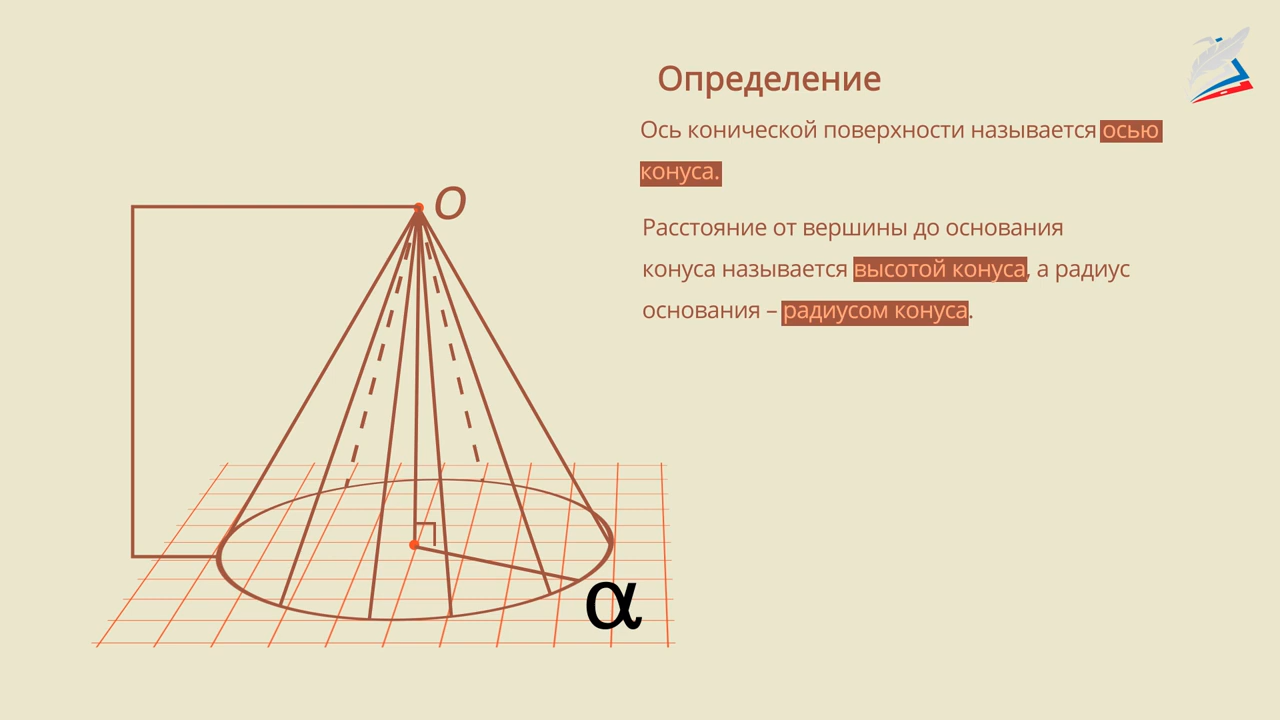 Определение
Ось конической поверхности называется осью
конуса.
O
Расстояние от вершины до основания
конуса называется высотой конуса, а радиус
основания – радиусом конуса.
α